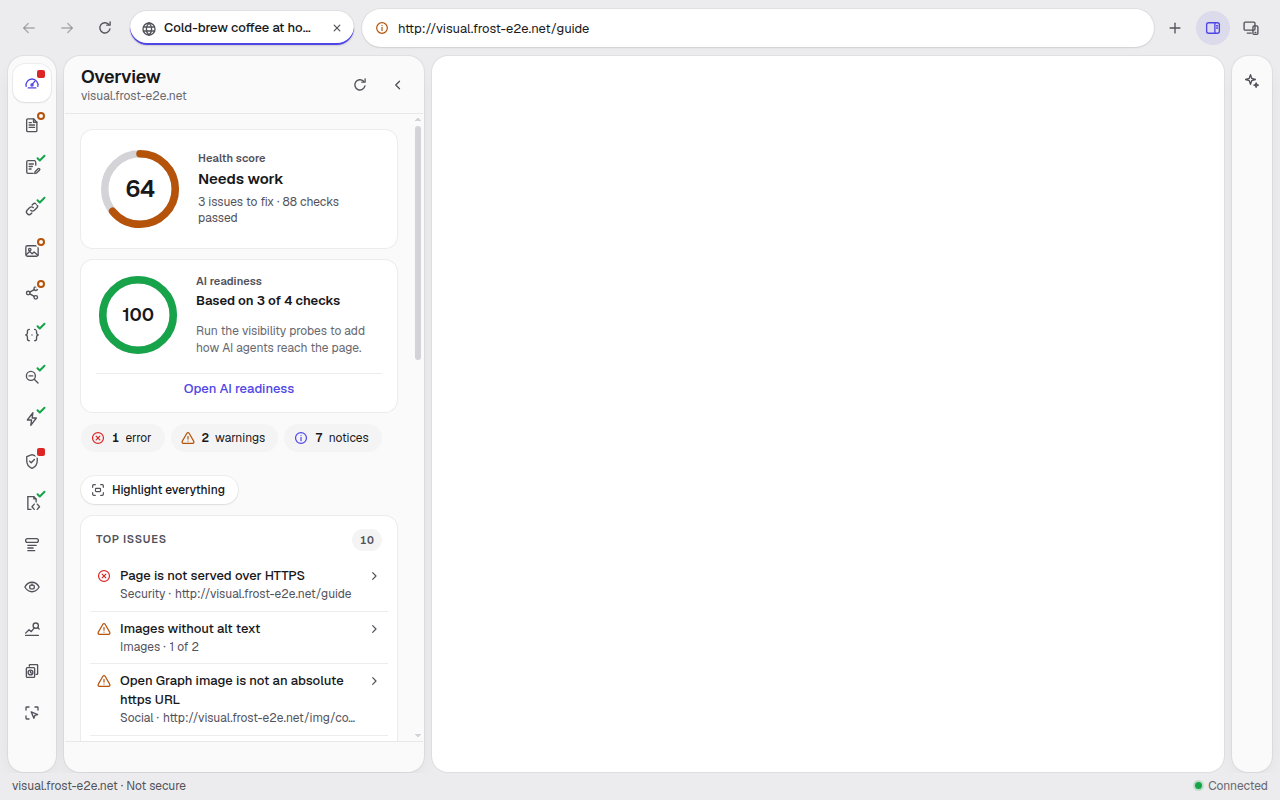 Cold-brew coffee at ho...
http://visual.frost-e2e.net/guide
Overview
visual.frost-e2e.net
64
Health score
Needs work
3 issues to fix · 88 checks
passed
100
AI readiness
Based on 3 of 4 checks
Run the visibility probes to add
how AI agents reach the page.
Open AI readiness
1 error
2 warnings
7 notices
Highlight everything
TOP ISSUES
10
Page is not served over HTTPS
Security · http://visual.frost-e2e.net/guide
Images without alt text
Images · 1 of 2
Open Graph image is not an absolute
https URL
Social · http://visual.frost-e2e.net/img/co...
visual.frost-e2e.net · Not secure
Connected